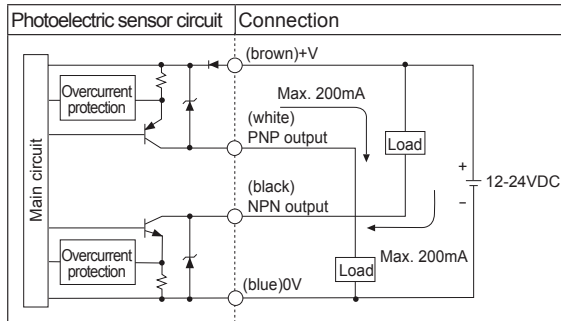 Photoelectric sensor circuit
Connection
(brown)+V
Overcurrent
protection
Max. 200mA
(white)
PNP output
Load
Main circuit
+
12-24VDC
−
(black)
NPN output
Overcurrent
protection
Max. 200mA
Load
(blue)0V